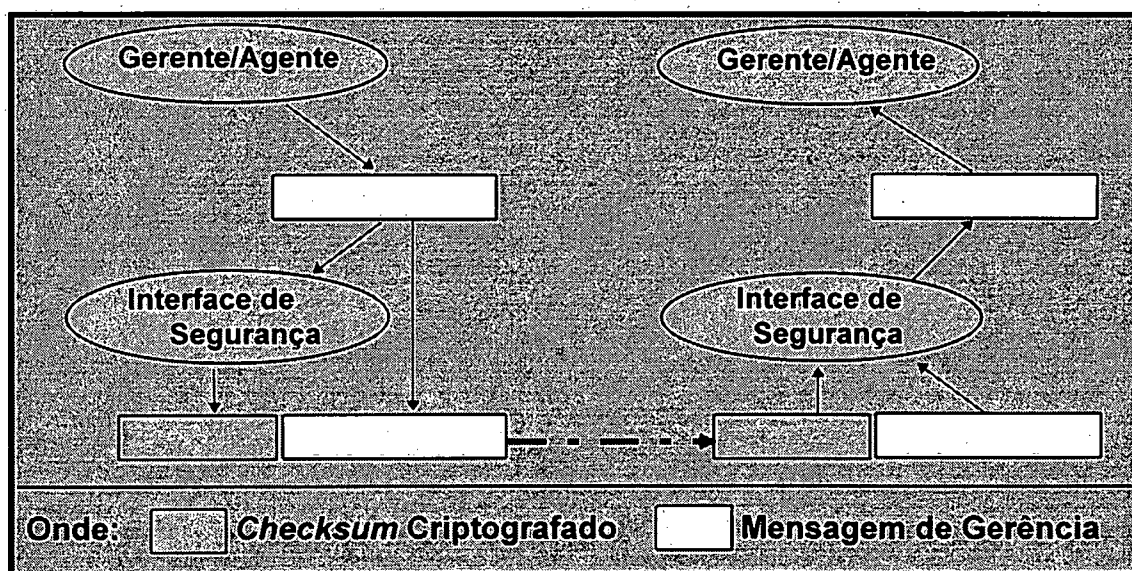 Gerente/Agente
Gerente/Agente
Interface de
Segurança
Interface de
Segurança
Onde: Checksum Criptografado Mensagem de Gerência